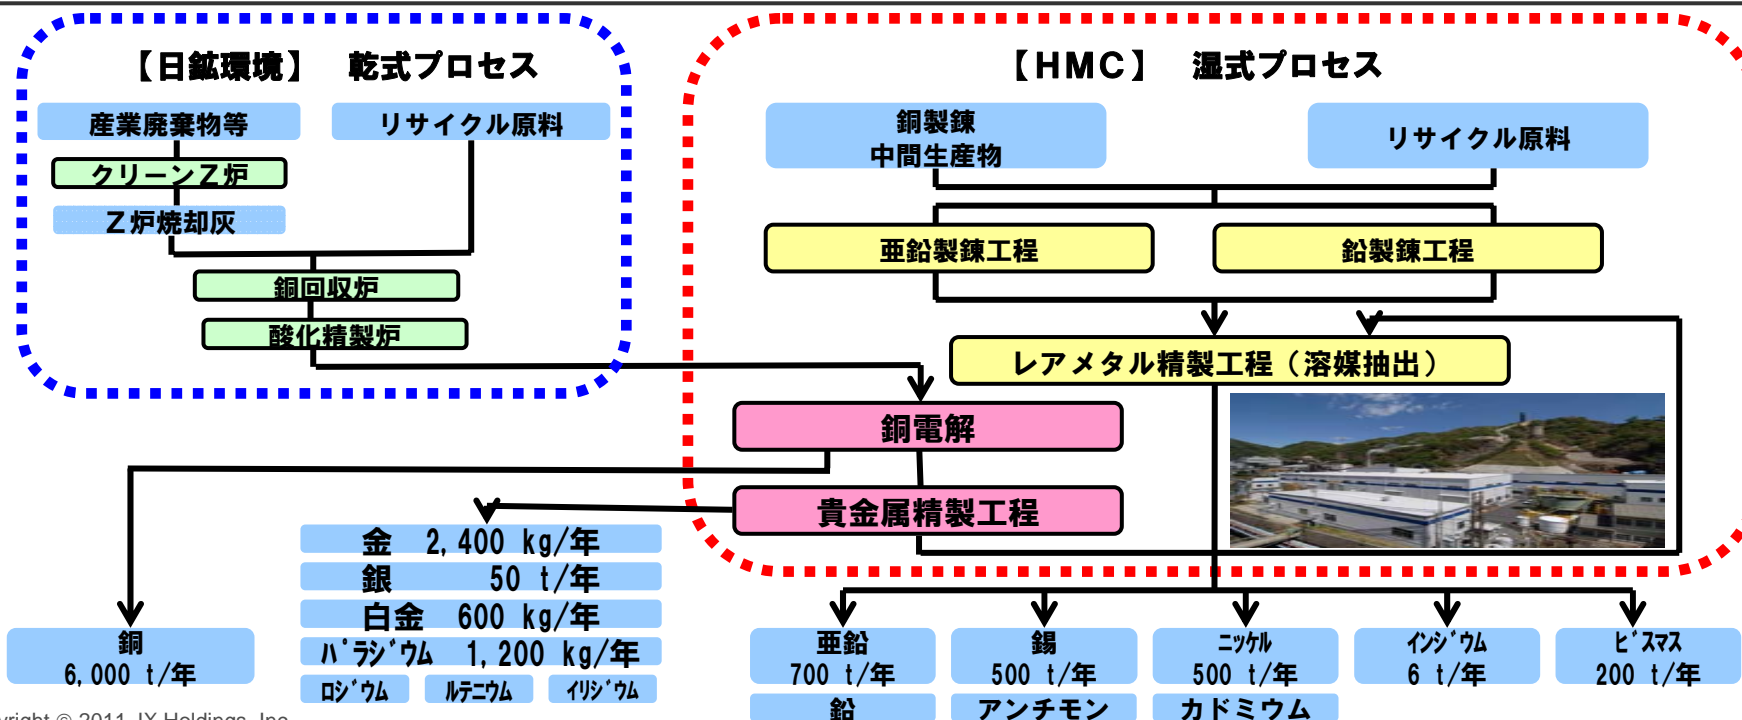 【日鉱環境】 乾式プロセス
産業廃棄物等
リサイクル原料
クリーンZ炉
Z炉焼却灰
銅回収炉
酸化精製炉
【HMC】 湿式プロセス
銅製錬
中間生産物
リサイクル原料
亜鉛製錬工程
鉛製錬工程
レアメタル精製工程（溶媒抽出）
銅電解
貴金属精製工程
金 2,400 kg/年
銀 50 t/年
白金 600 kg/年
ﾊﾟﾗｼﾞｳﾑ 1,200 kg/年
ﾛｼﾞｳﾑ
ﾙﾃﾆｳﾑ
ｲﾘｼﾞｳﾑ
銅
6,000 t/年
亜鉛
700 t/年
錫
500 t/年
ﾆｯｹﾙ
500 t/年
ｲﾝｼﾞｳﾑ
6 t/年
ﾋﾞｽﾏｽ
200 t/年
鉛
アンチモン
カドミウム
yright © 2011 JX Holdings, Inc.